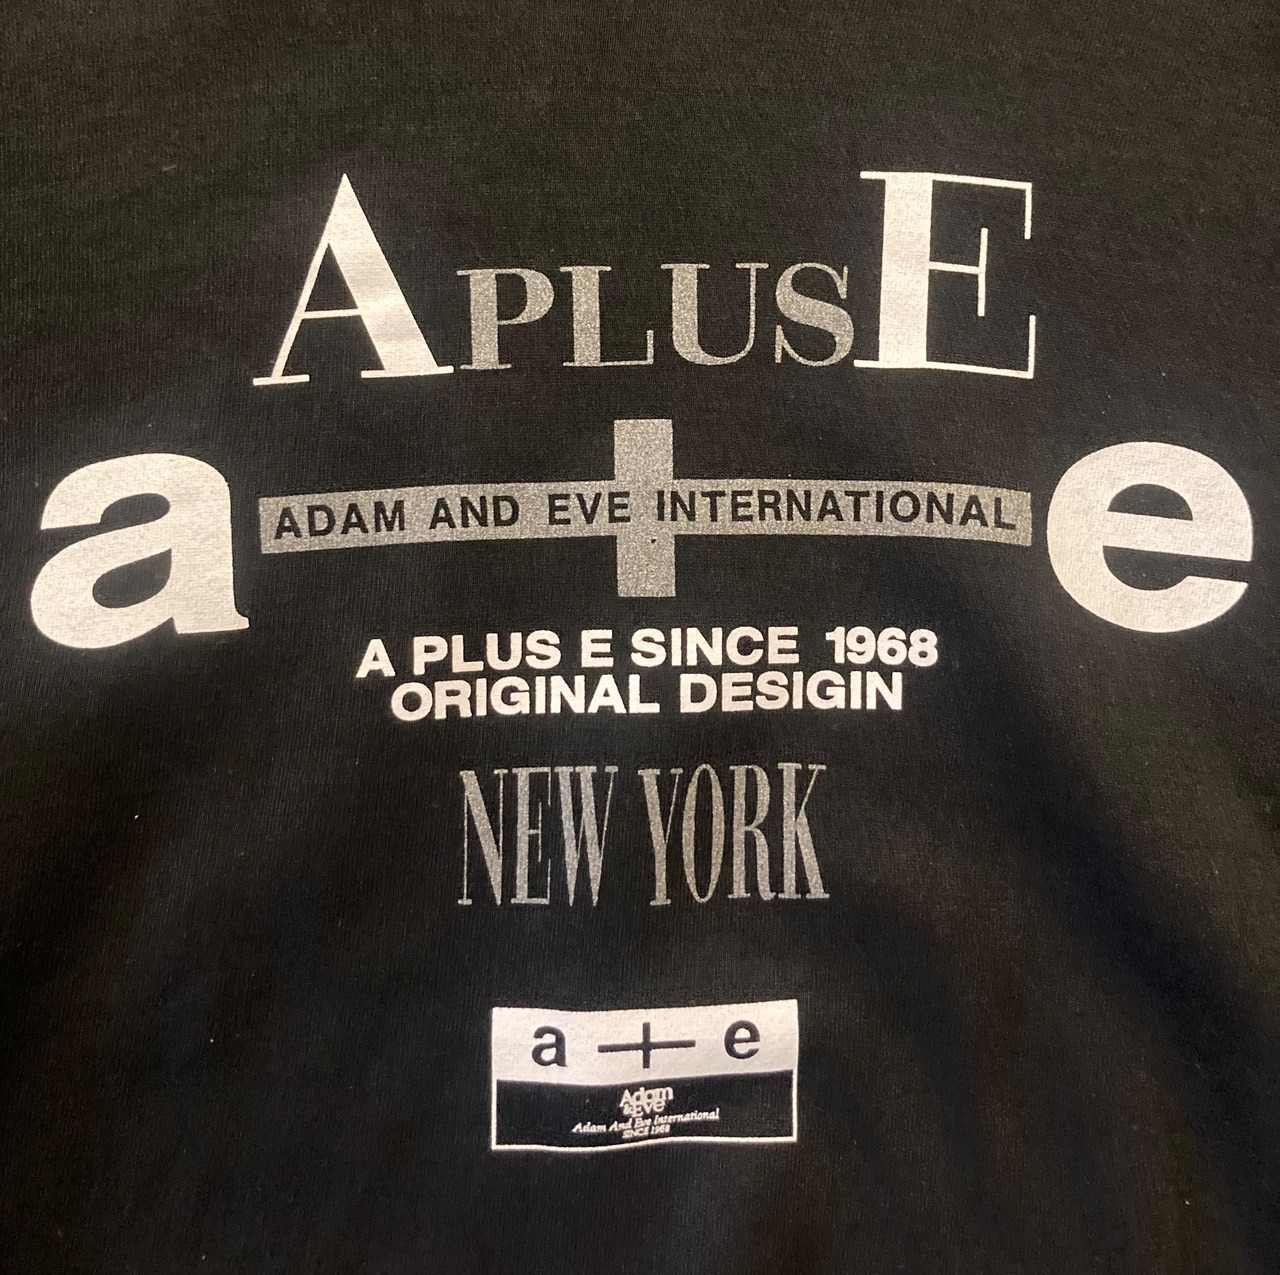 A PLUS E
a + e
ADAM AND EVE INTERNATIONAL
A PLUS E SINCE 1968
ORIGINAL DESIGIN
NEW YORK
a + e
Adam
&Eve
Adam And Eve International
SINCE 1968